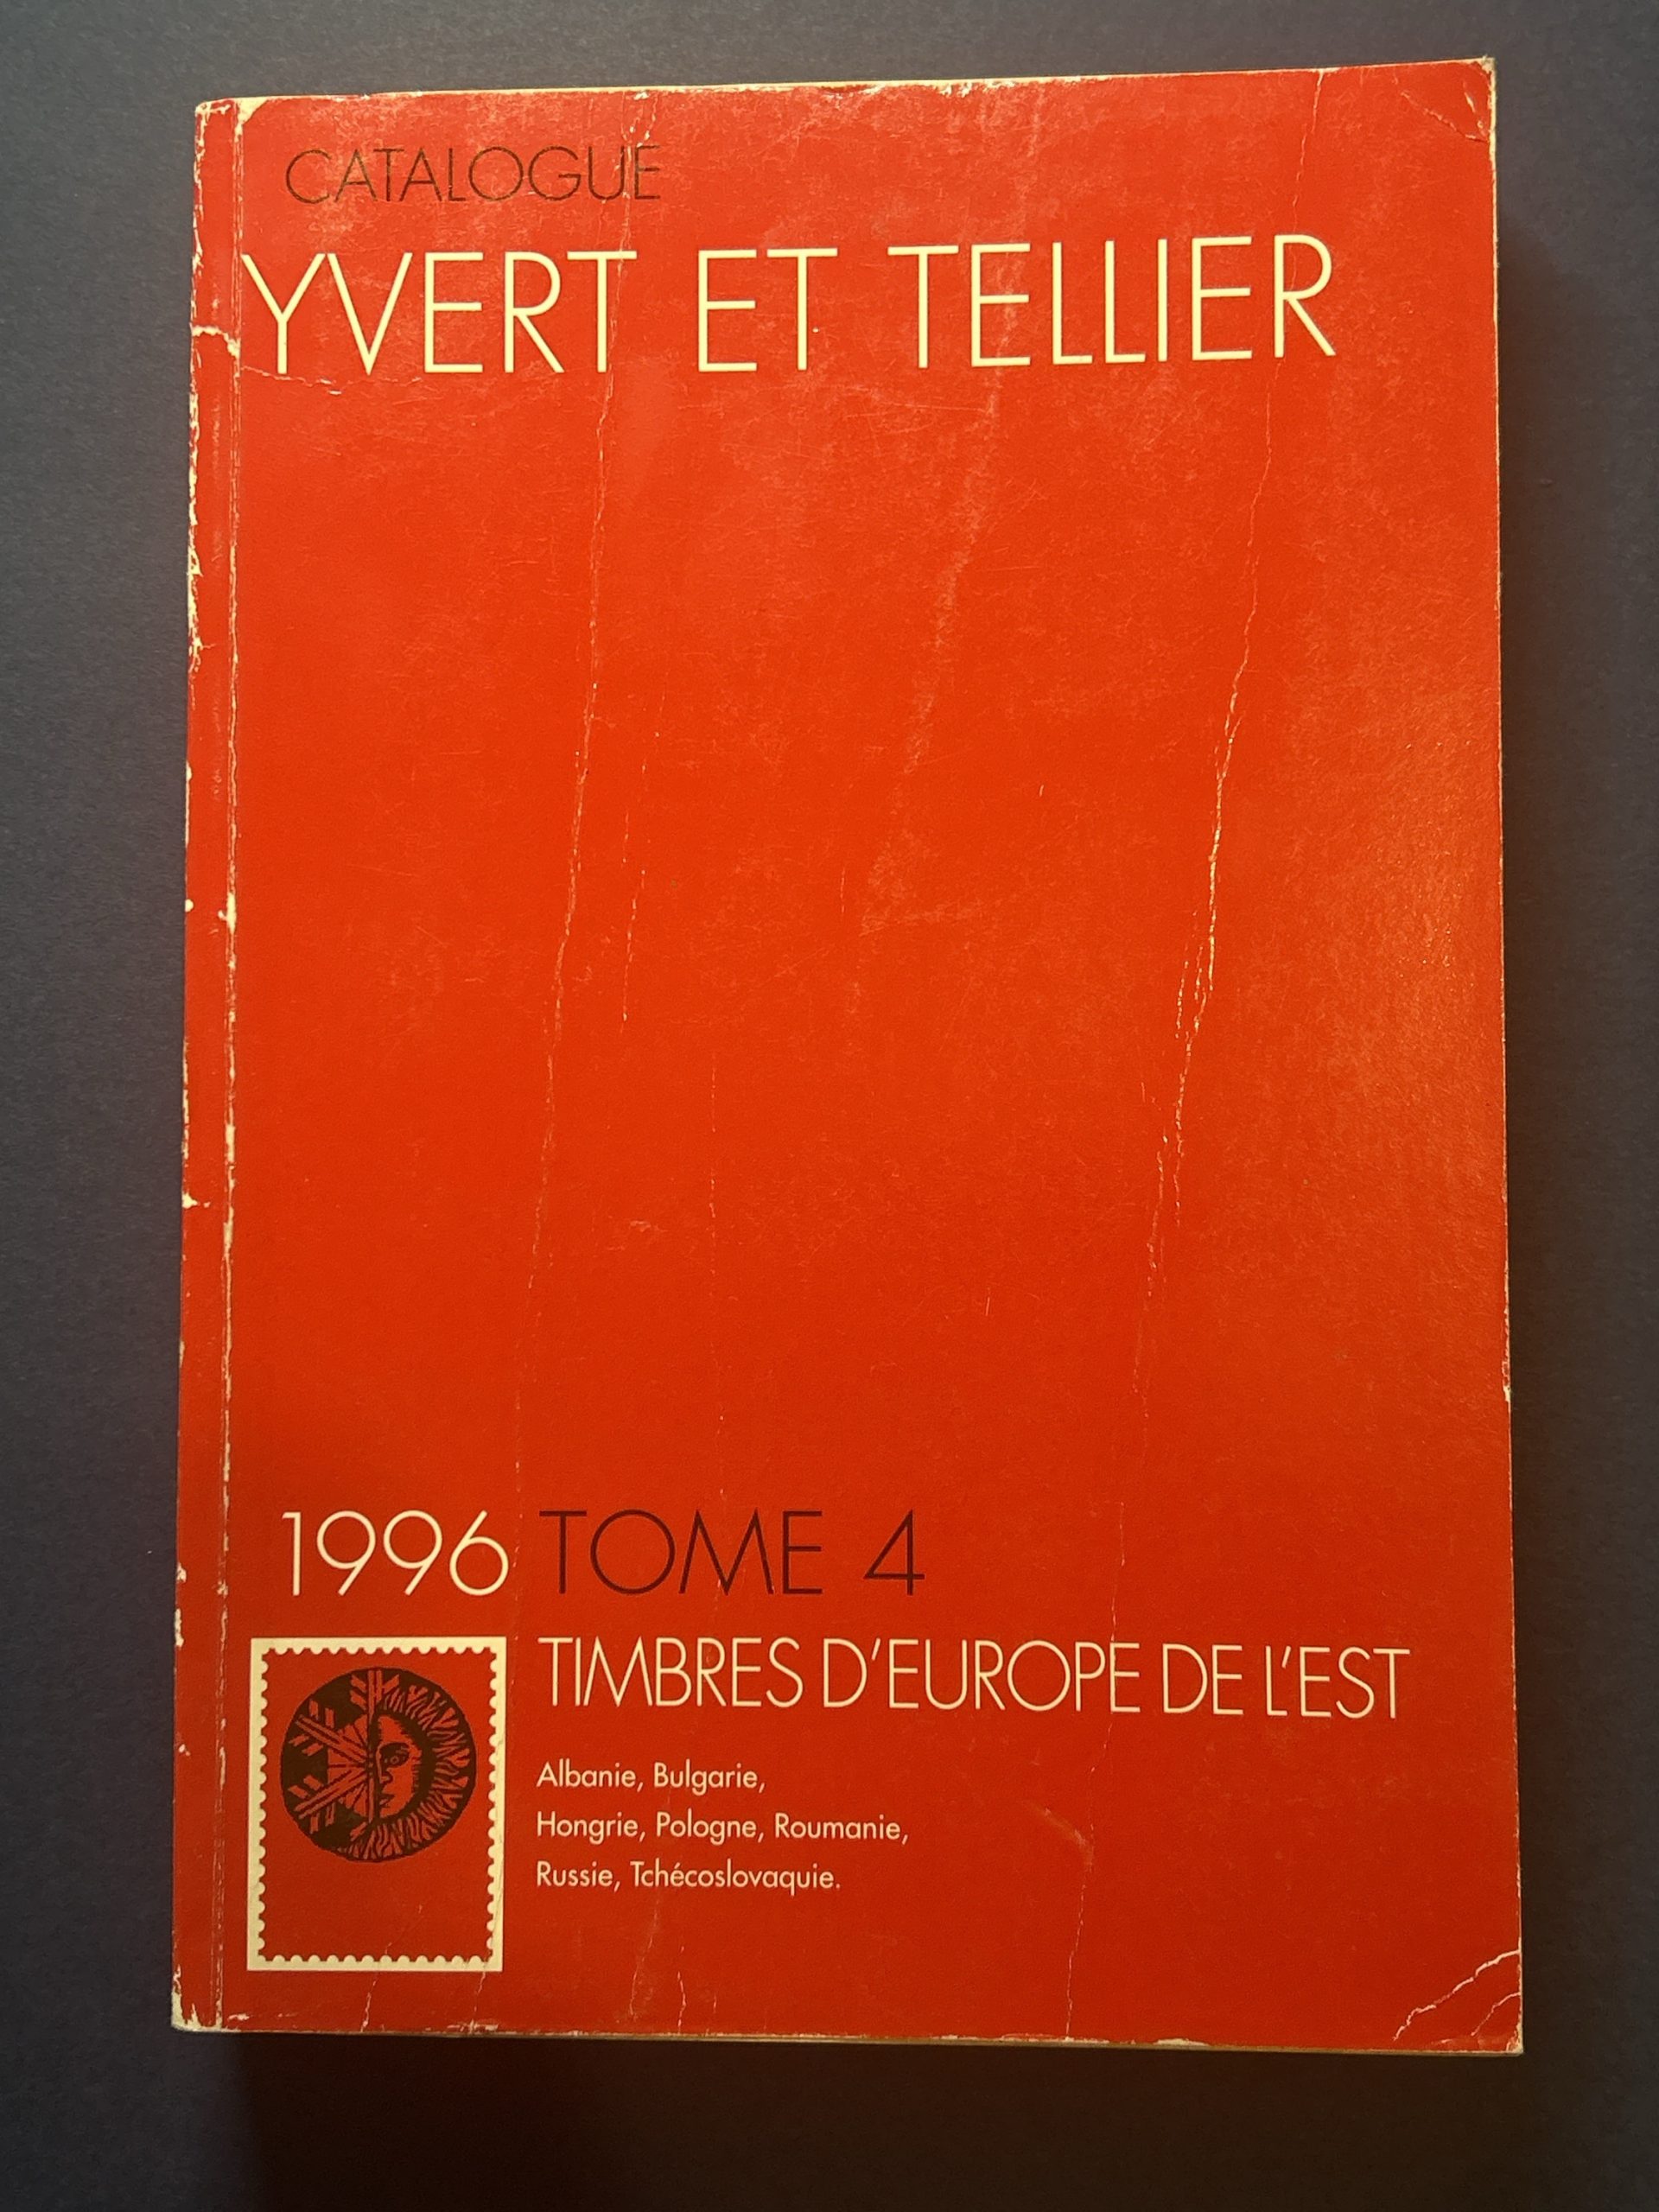 CATALOGUE
YVERT ET TELLIER
1996 TOME 4
TIMBRES D'EUROPE DE L'EST
Albanie, Bulgarie,
Hongrie, Pologne, Roumanie,
Russie, Tchécoslovaquie.